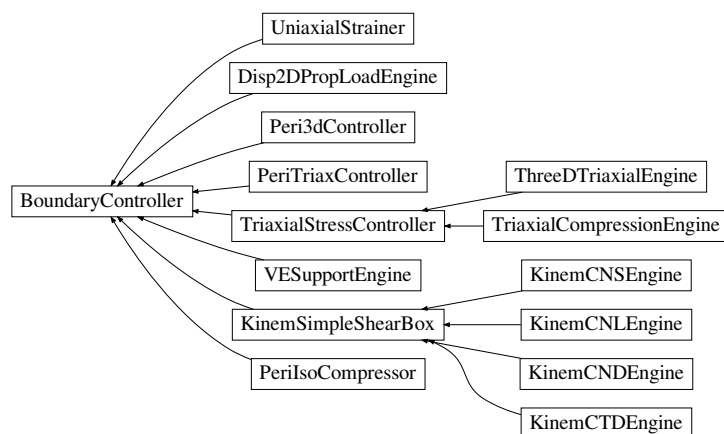 UniaxialStrainer
Disp2DPropLoadEngine
Peri3dController
PeriTriaxController
ThreeDTriaxialEngine
BoundaryController
TriaxialStressController
TriaxialCompressionEngine
VESupportEngine
KinemCNSEngine
KinemSimpleShearBox
KinemCNLEngine
PeriIsoCompressor
KinemCNDEngine
KinemCTDEngine